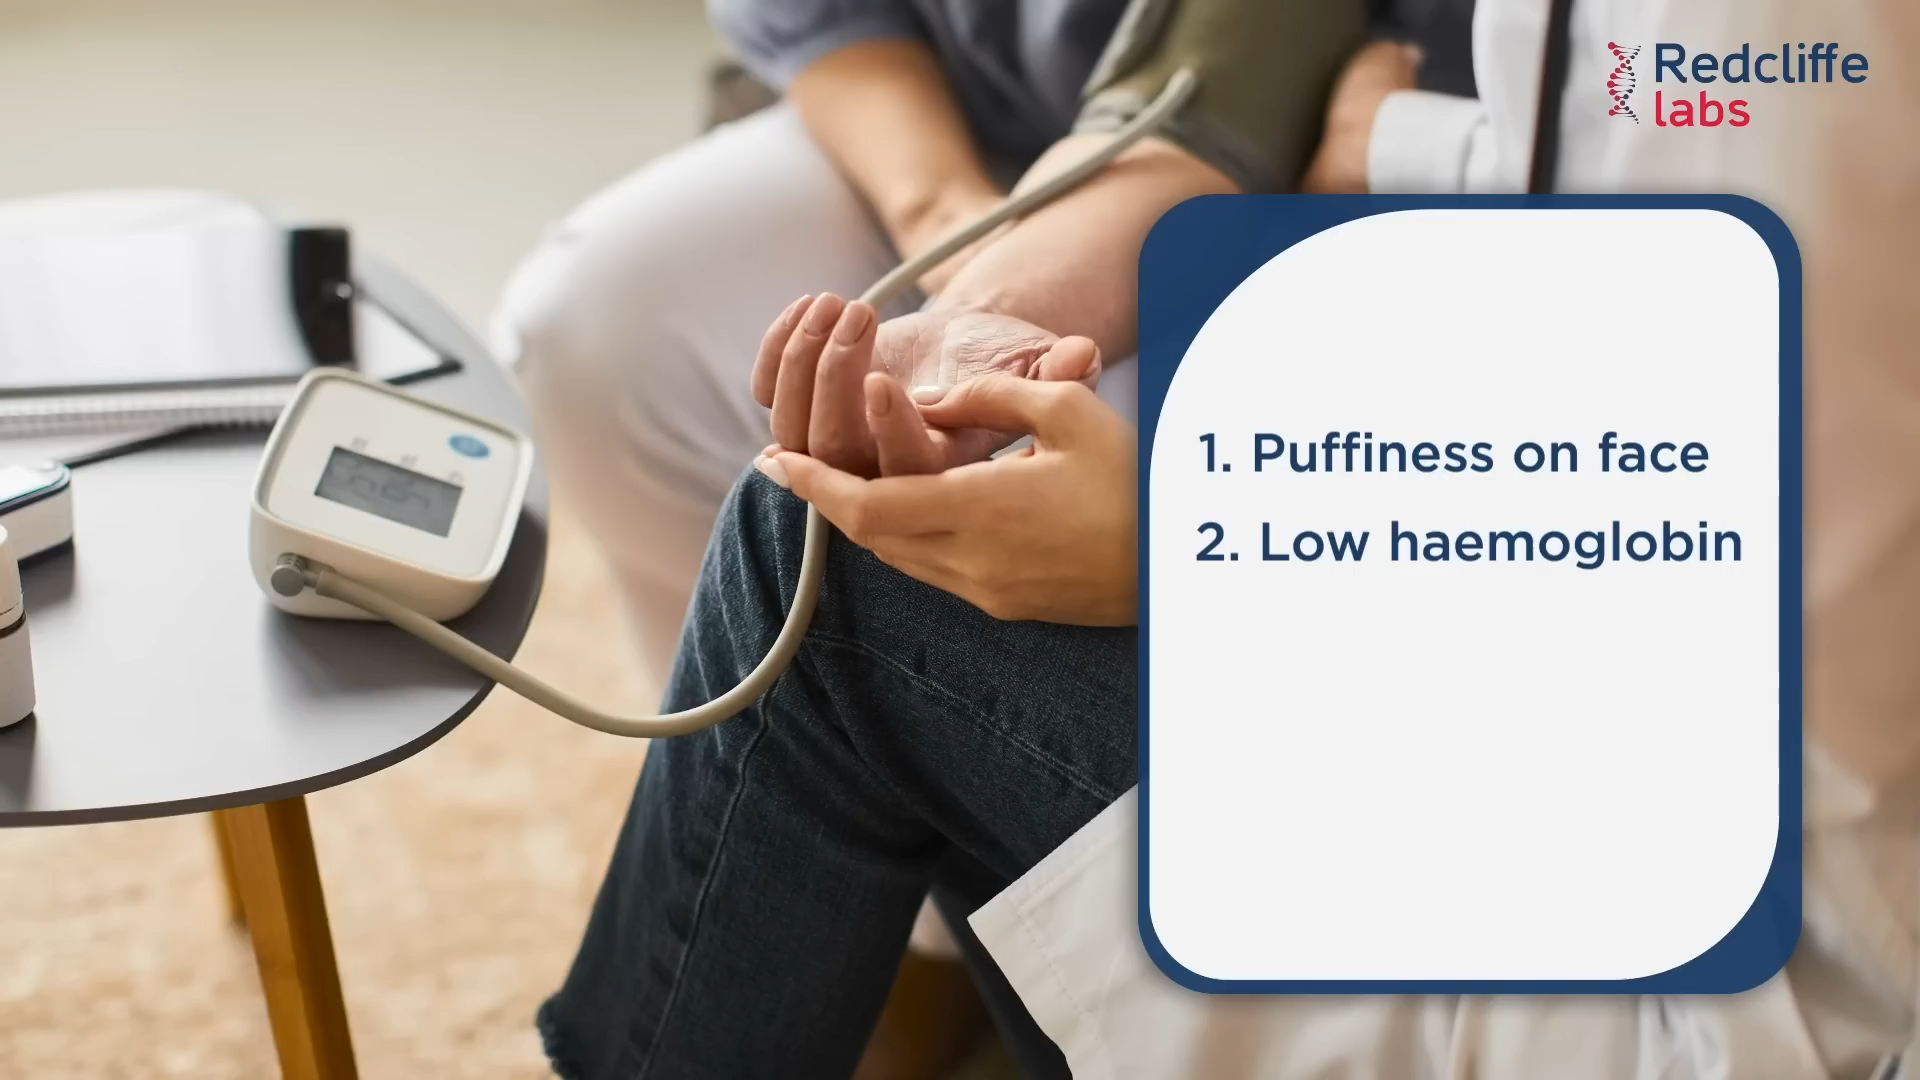 Redcliffe
labs
1. Puffiness on face
2. Low haemoglobin